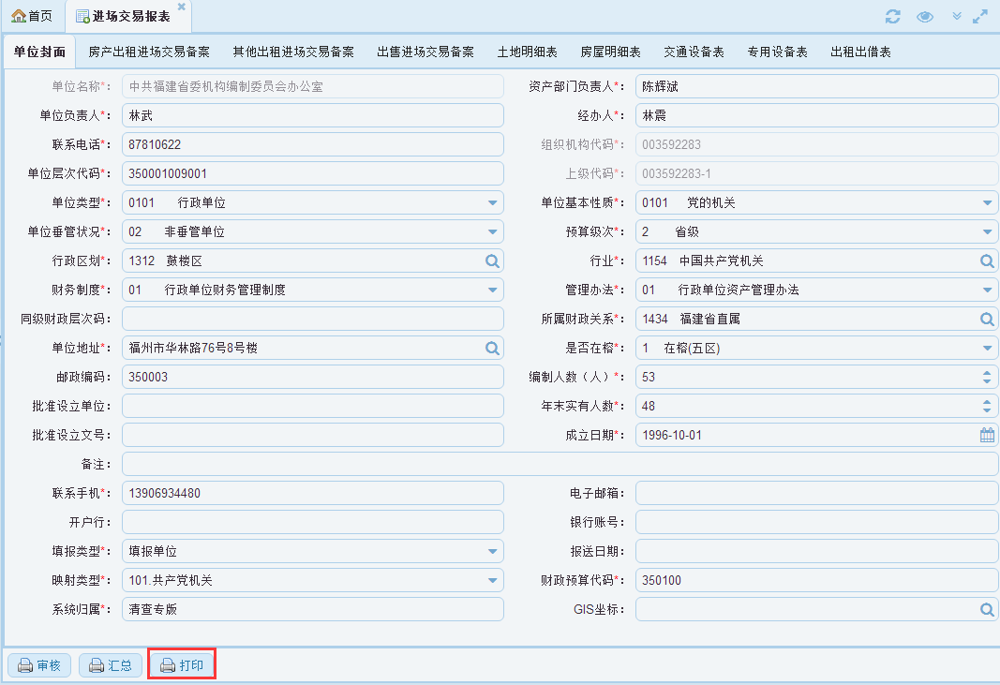 首页 进场交易报表
单位封面 房产出租进场交易备案 其他出租进场交易备案 出售进场交易备案 土地明细表 房屋明细表 交通设备表 专用设备表 出租出借表
单位名称*： 中共福建省委机构编制委员会办公室 资产部门负责人*： 陈辉斌
单位负责人*： 林武 经办人*： 林震
联系电话*： 87810622 组织机构代码*： 003592283
单位层次代码*： 350001009001 上级代码*： 003592283-1
单位类型*： 0101 行政单位 单位基本性质*： 0101 党的机关
单位垂管状况*： 02 非垂管单位 预算级次*： 2 省级
行政区划*： 1312 鼓楼区 行业*： 1154 中国共产党机关
财务制度*： 01 行政单位财务管理制度 管理办法*： 01 行政单位资产管理办法
同级财政层次码： 所属财政关系*： 1434 福建省直属
单位地址*： 福州市华林路76号8号楼 是否在榕*： 1 在榕(五区)
邮政编码： 350003 编制人数（人）*： 53
批准设立单位： 年末实有人数*： 48
批准设立文号： 成立日期*： 1996-10-01
备注：
联系手机*： 13906934480 电子邮箱：
开户行： 银行账号：
填报类型*： 填报单位 报送日期：
映射类型*： 101.共产党机关 财政预算代码*： 350100
系统归属*： 清查专版 GIS坐标：
审核 汇总 打印